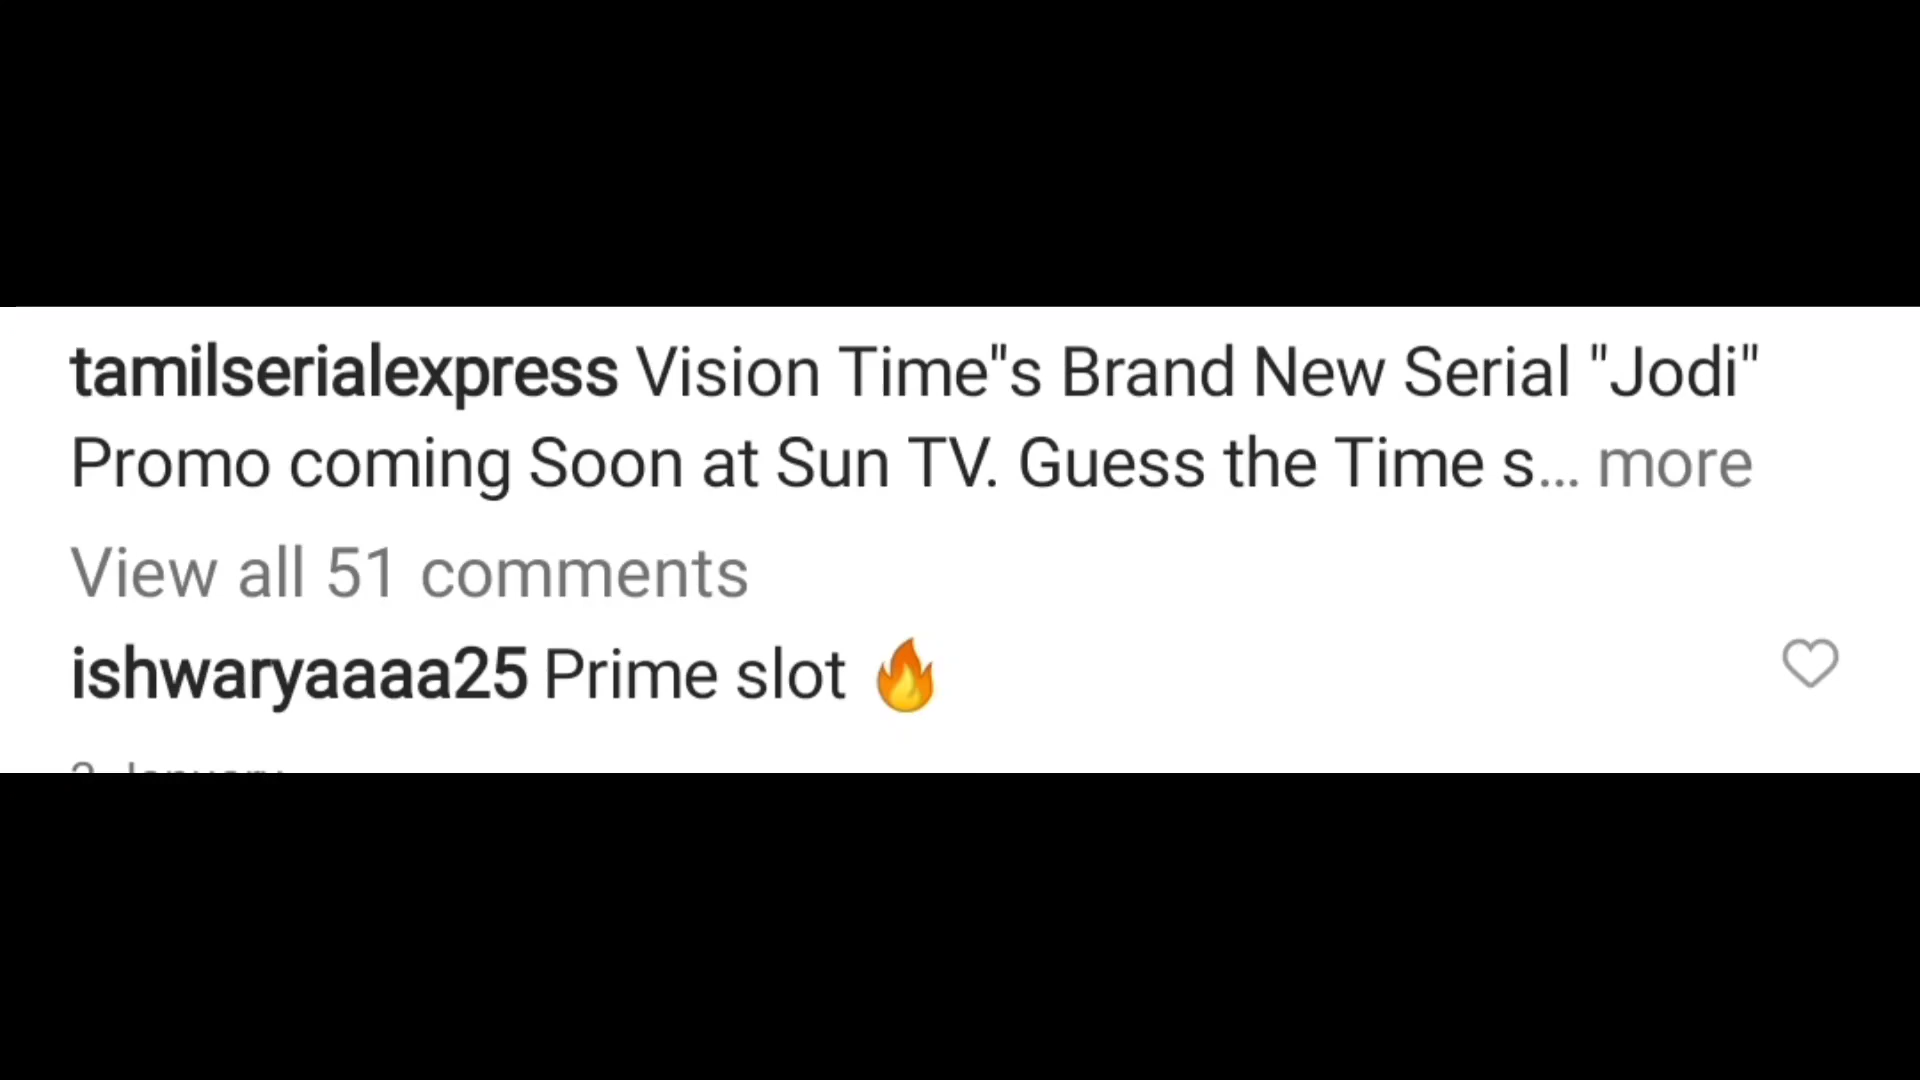 tamilserialexpress Vision Time"s Brand New Serial "Jodi"
Promo coming Soon at Sun TV. Guess the Time s... more
View all 51 comments
ishwaryaaaa25 Prime slot 🔥